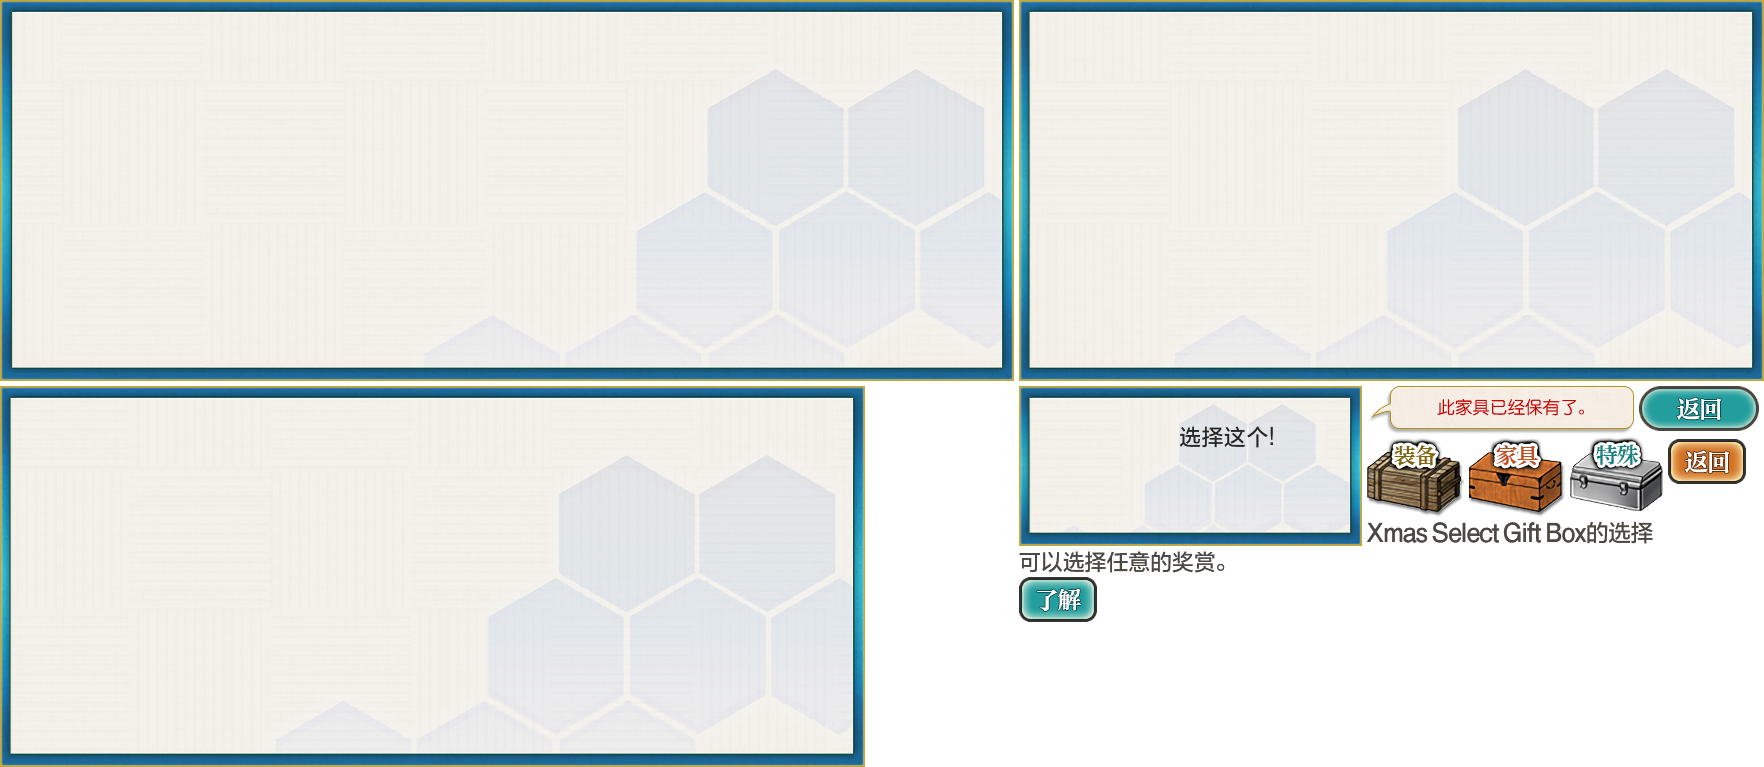 此家具已经保有了。
返回
选择这个!
装备
家具
特殊
返回
Xmas Select Gift Box的选择
可以选择任意的奖赏。
了解